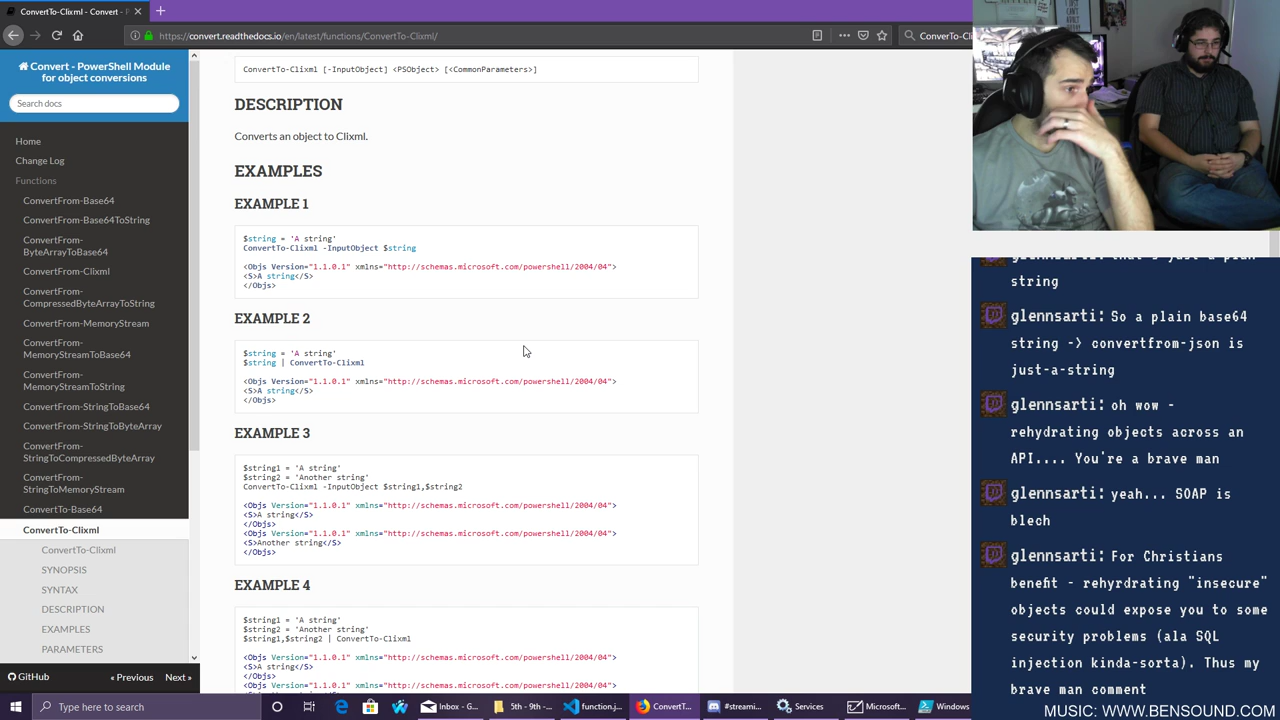 ConvertTo-Clixml - Convert - P
https://convert.readthedocs.io/en/latest/functions/ConvertTo-Clixml/
ConvertTo-Cli
Convert - PowerShell Module
for object conversions
Search docs
Home
Change Log
Functions
ConvertFrom-Base64
ConvertFrom-Base64ToString
ConvertFrom-
ByteArrayToBase64
ConvertFrom-Clixml
ConvertFrom-
CompressedByteArrayToString
ConvertFrom-MemoryStream
ConvertFrom-
MemoryStreamToBase64
ConvertFrom-
MemoryStreamToString
ConvertFrom-StringToBase64
ConvertFrom-StringToByteArray
ConvertFrom-
StringToCompressedByteArray
ConvertFrom-
StringToMemoryStream
ConvertTo-Base64
ConvertTo-Clixml
ConvertTo-Clixml
SYNOPSIS
SYNTAX
DESCRIPTION
EXAMPLES
PARAMETERS
GitHub
« Previous
Next »
ConvertTo-Clixml [-InputObject] <PSObject> [<CommonParameters>]
DESCRIPTION
Converts an object to Clixml.
EXAMPLES
EXAMPLE 1
$string = 'A string'
ConvertTo-Clixml -InputObject $string
<Objs Version="1.1.0.1" xmlns="http://schemas.microsoft.com/powershell/2004/04">
<S>A string</S>
</Objs>
EXAMPLE 2
$string = 'A string'
$string | ConvertTo-Clixml
<Objs Version="1.1.0.1" xmlns="http://schemas.microsoft.com/powershell/2004/04">
<S>A string</S>
</Objs>
EXAMPLE 3
$string1 = 'A string'
$string2 = 'Another string'
ConvertTo-Clixml -InputObject $string1,$string2
<Objs Version="1.1.0.1" xmlns="http://schemas.microsoft.com/powershell/2004/04">
<S>A string</S>
</Objs>
<Objs Version="1.1.0.1" xmlns="http://schemas.microsoft.com/powershell/2004/04">
<S>Another string</S>
</Objs>
EXAMPLE 4
$string1 = 'A string'
$string2 = 'Another string'
$string1,$string2 | ConvertTo-Clixml
<Objs Version="1.1.0.1" xmlns="http://schemas.microsoft.com/powershell/2004/04">
<S>A string</S>
</Objs>
<Objs Version="1.1.0.1" xmlns="http://schemas.microsoft.com/powershell/2004/04">
glennsarti: that's just a plan
string
glennsarti: So a plain base64
string -> convertfrom-json is
just-a-string
glennsarti: oh wow -
rehydrating objects across an
API.... You're a brave man
glennsarti: yeah... SOAP is
blech
glennsarti: For Christians
benefit - rehyrdrating "insecure"
objects could expose you to some
security problems (ala SQL
injection kinda-sorta). Thus my
brave man comment
MUSIC: WWW.BENSOUND.COM
Type here to search
Inbox - G...
5th - 9th - ...
function.j...
ConvertT...
#streami...
Services
Microsoft...
Windows...